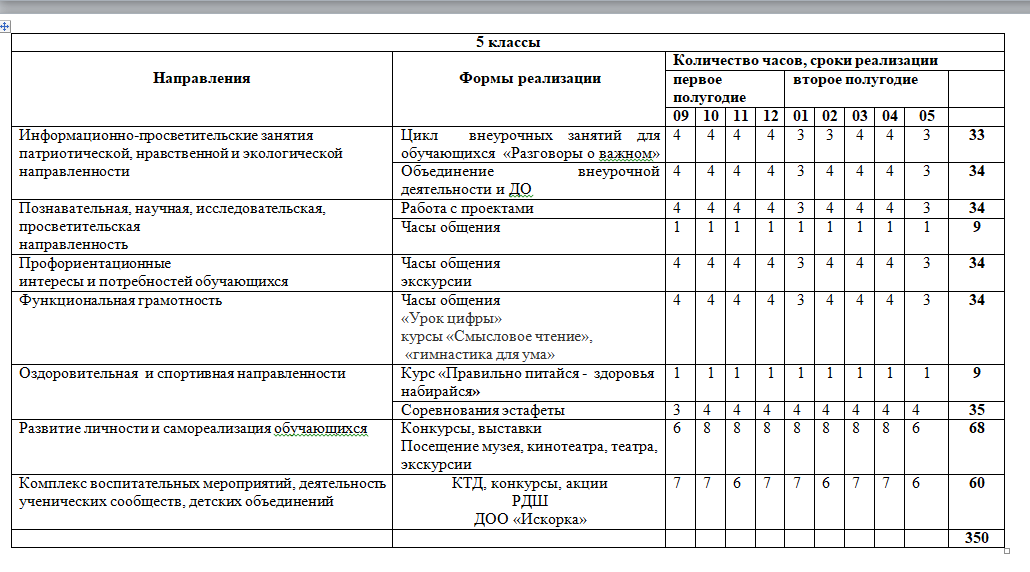 5 классы
Направления
Формы реализации
Количество часов, сроки реализации
первое
полугодие
второе полугодие
09 10 11 12 01 02 03 04 05
Информационно-просветительские занятия
патриотической, нравственной и экологической
направленности
Цикл внеурочных занятий для
обучающихся «Разговоры о важном»
4 4 4 4 3 3 4 4 3 33
Объединение внеурочной
деятельности и ДО
4 4 4 4 3 4 4 4 3 34
Познавательная, научная, исследовательская,
просветительская
направленность
Работа с проектами
4 4 4 4 3 4 4 4 3 34
Часы общения
1 1 1 1 1 1 1 1 1 9
Профориентационные
интересы и потребностей обучающихся
Часы общения
экскурсии
4 4 4 4 3 4 4 4 3 34
Функциональная грамотность
Часы общения
«Урок цифры»
курсы «Смысловое чтение»,
«гимнастика для ума»
4 4 4 4 3 4 4 4 3 34
Оздоровительная и спортивная направленности
Курс «Правильно питайся - здоровья
набирайся»
1 1 1 1 1 1 1 1 1 9
Соревнования эстафеты
3 4 4 4 4 4 4 4 4 35
Развитие личности и самореализация обучающихся
Конкурсы, выставки
Посещение музея, кинотеатра, театра,
экскурсии
6 8 8 8 8 8 8 8 6 68
Комплекс воспитательных мероприятий, деятельность
ученических сообществ, детских объединений
КТД, конкурсы, акции
РДШ
ДОО «Искорка»
7 7 6 7 7 6 7 7 6 60
350